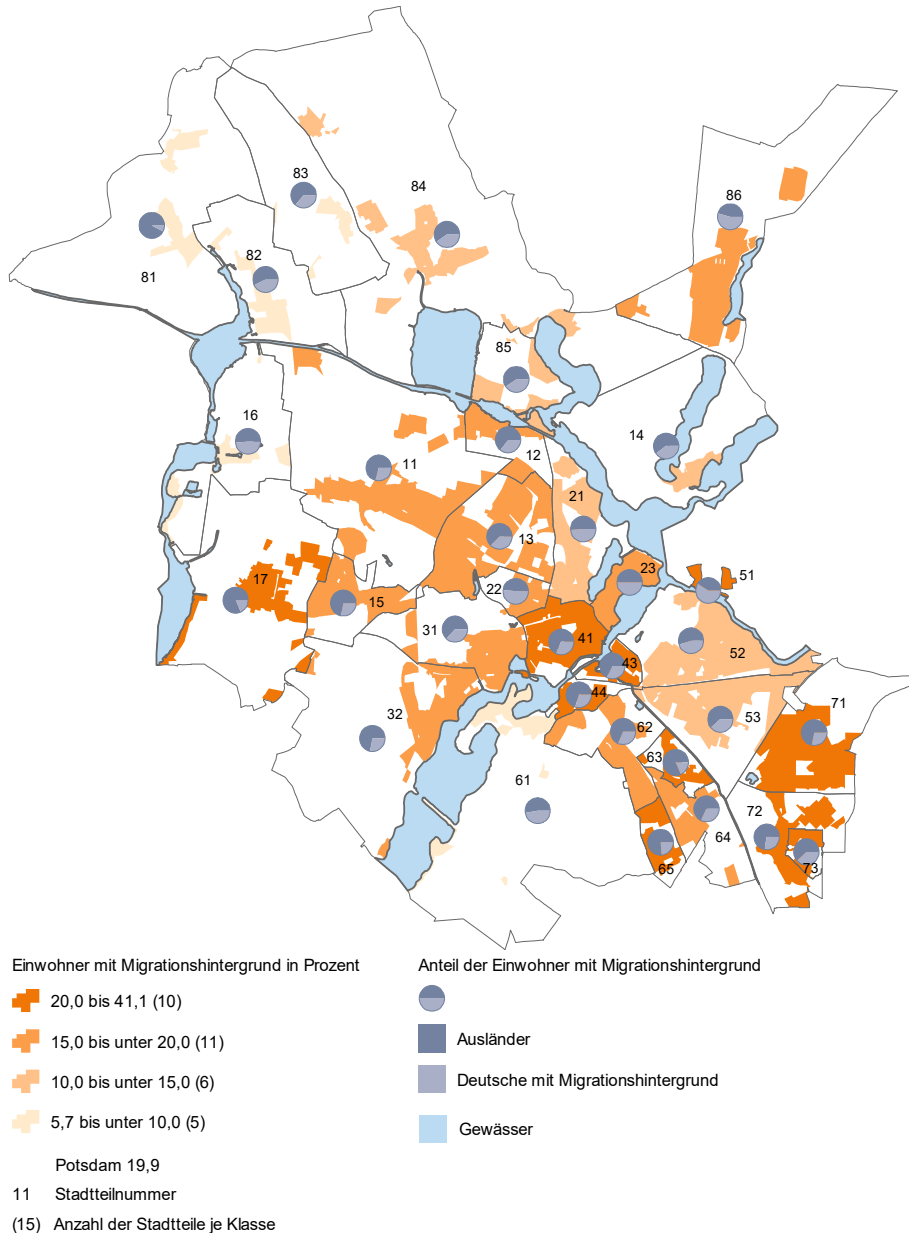 83
84
86
81
82
85
16
14
11
12
21
13
17
15
22
23
51
31
41
52
43
32
44
62
53
71
63
61
72
64
65
73
Einwohner mit Migrationshintergrund in Prozent
20,0 bis 41,1 (10)
15,0 bis unter 20,0 (11)
10,0 bis unter 15,0 (6)
5,7 bis unter 10,0 (5)
Potsdam 19,9
11 Stadtteilnummer
(15) Anzahl der Stadtteile je Klasse
Anteil der Einwohner mit Migrationshintergrund
Ausländer
Deutsche mit Migrationshintergrund
Gewässer